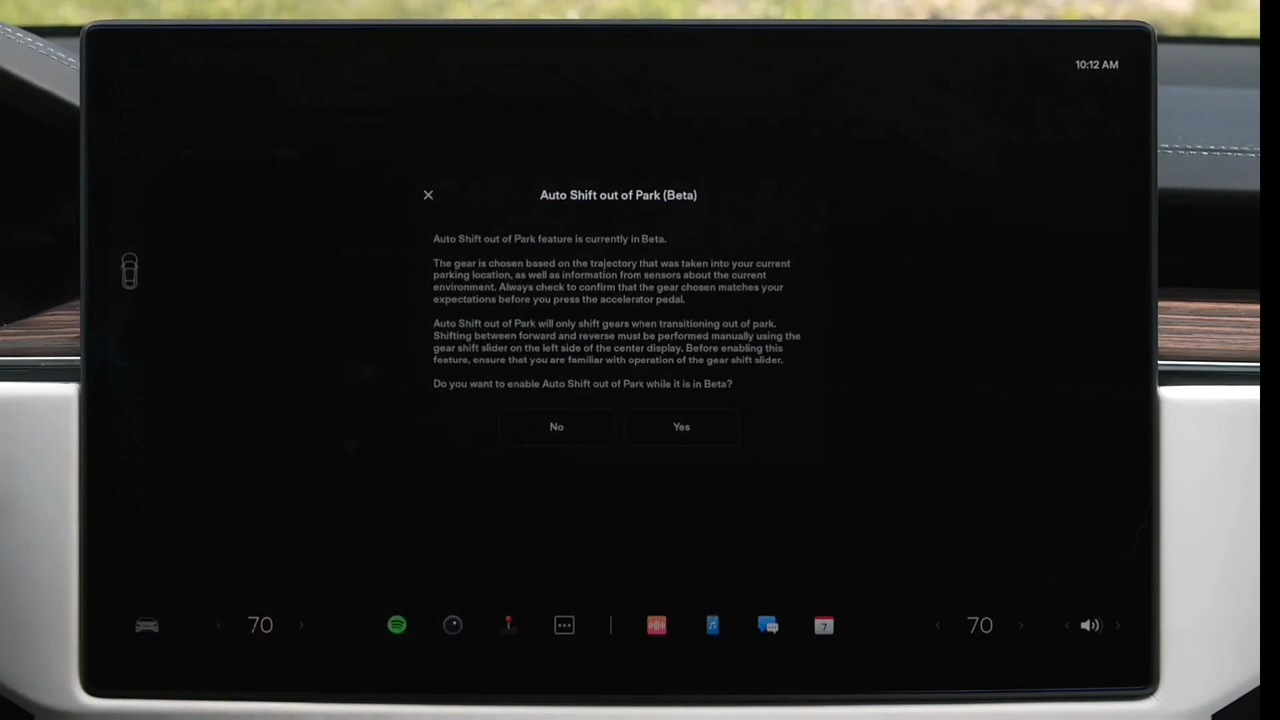 10:12 AM
Auto Shift out of Park (Beta)
Auto Shift out of Park feature is currently in Beta.
The gear is chosen based on the trajectory that was taken into your current
parking location, as well as information from sensors about the current
environment. Always check to confirm that the gear chosen matches your
expectations before you press the accelerator pedal.
Auto Shift out of Park will only shift gears when transitioning out of park.
Shifting between forward and reverse must be performed manually using the
gear shift slider on the left side of the center display. Before enabling this
feature, ensure that you are familiar with operation of the gear shift slider.
Do you want to enable Auto Shift out of Park while it is in Beta?
No
Yes
70
7
70